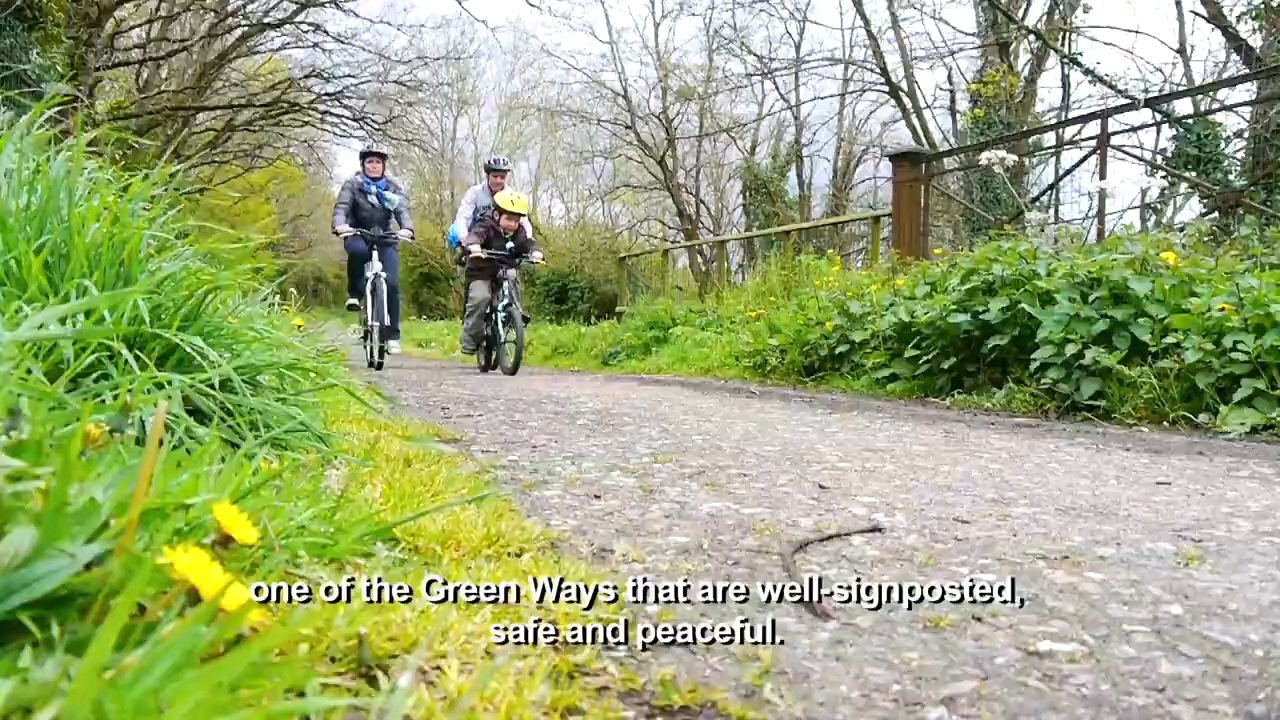 one of the Green Ways that are well-signposted,
safe and peaceful.